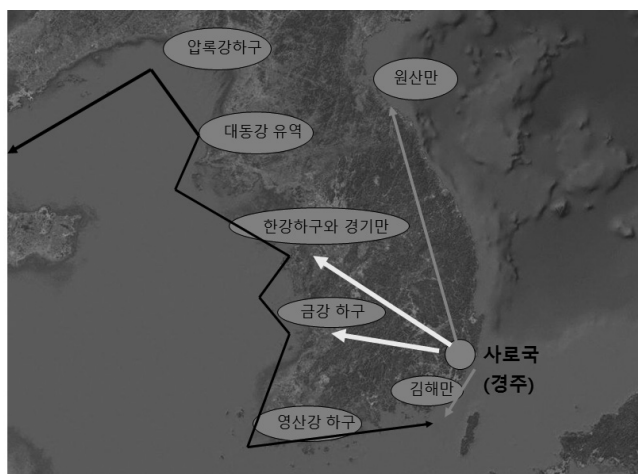 압록강하구
원산만
대동강 유역
한강하구와 경기만
금강 하구
사로국
(경주)
김해만
영산강 하구